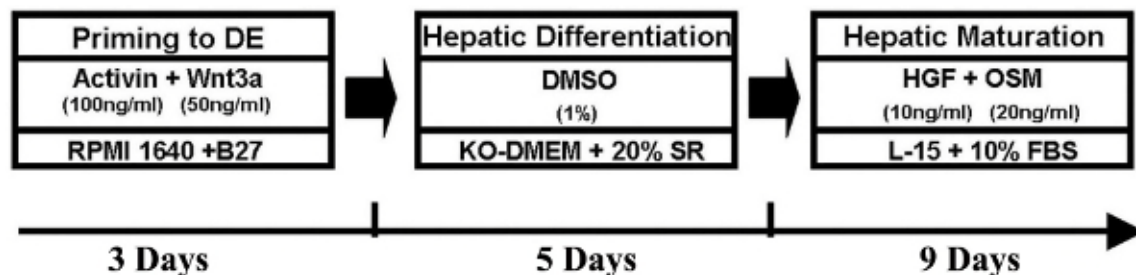 Priming to DE
Activin + Wnt3a
(100ng/ml) (50ng/ml)
RPMI 1640 +B27
Hepatic Differentiation
DMSO
(1%)
KO-DMEM + 20% SR
Hepatic Maturation
HGF + OSM
(10ng/ml) (20ng/ml)
L-15 + 10% FBS
3 Days
5 Days
9 Days